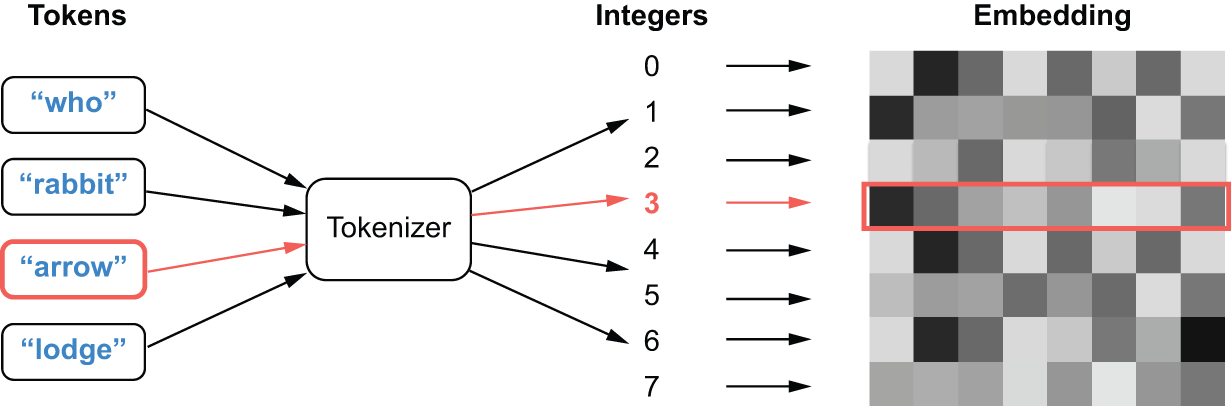 Tokens
Integers
Embedding
“who”
“rabbit”
“arrow”
“lodge”
Tokenizer
0
1
2
3
4
5
6
7